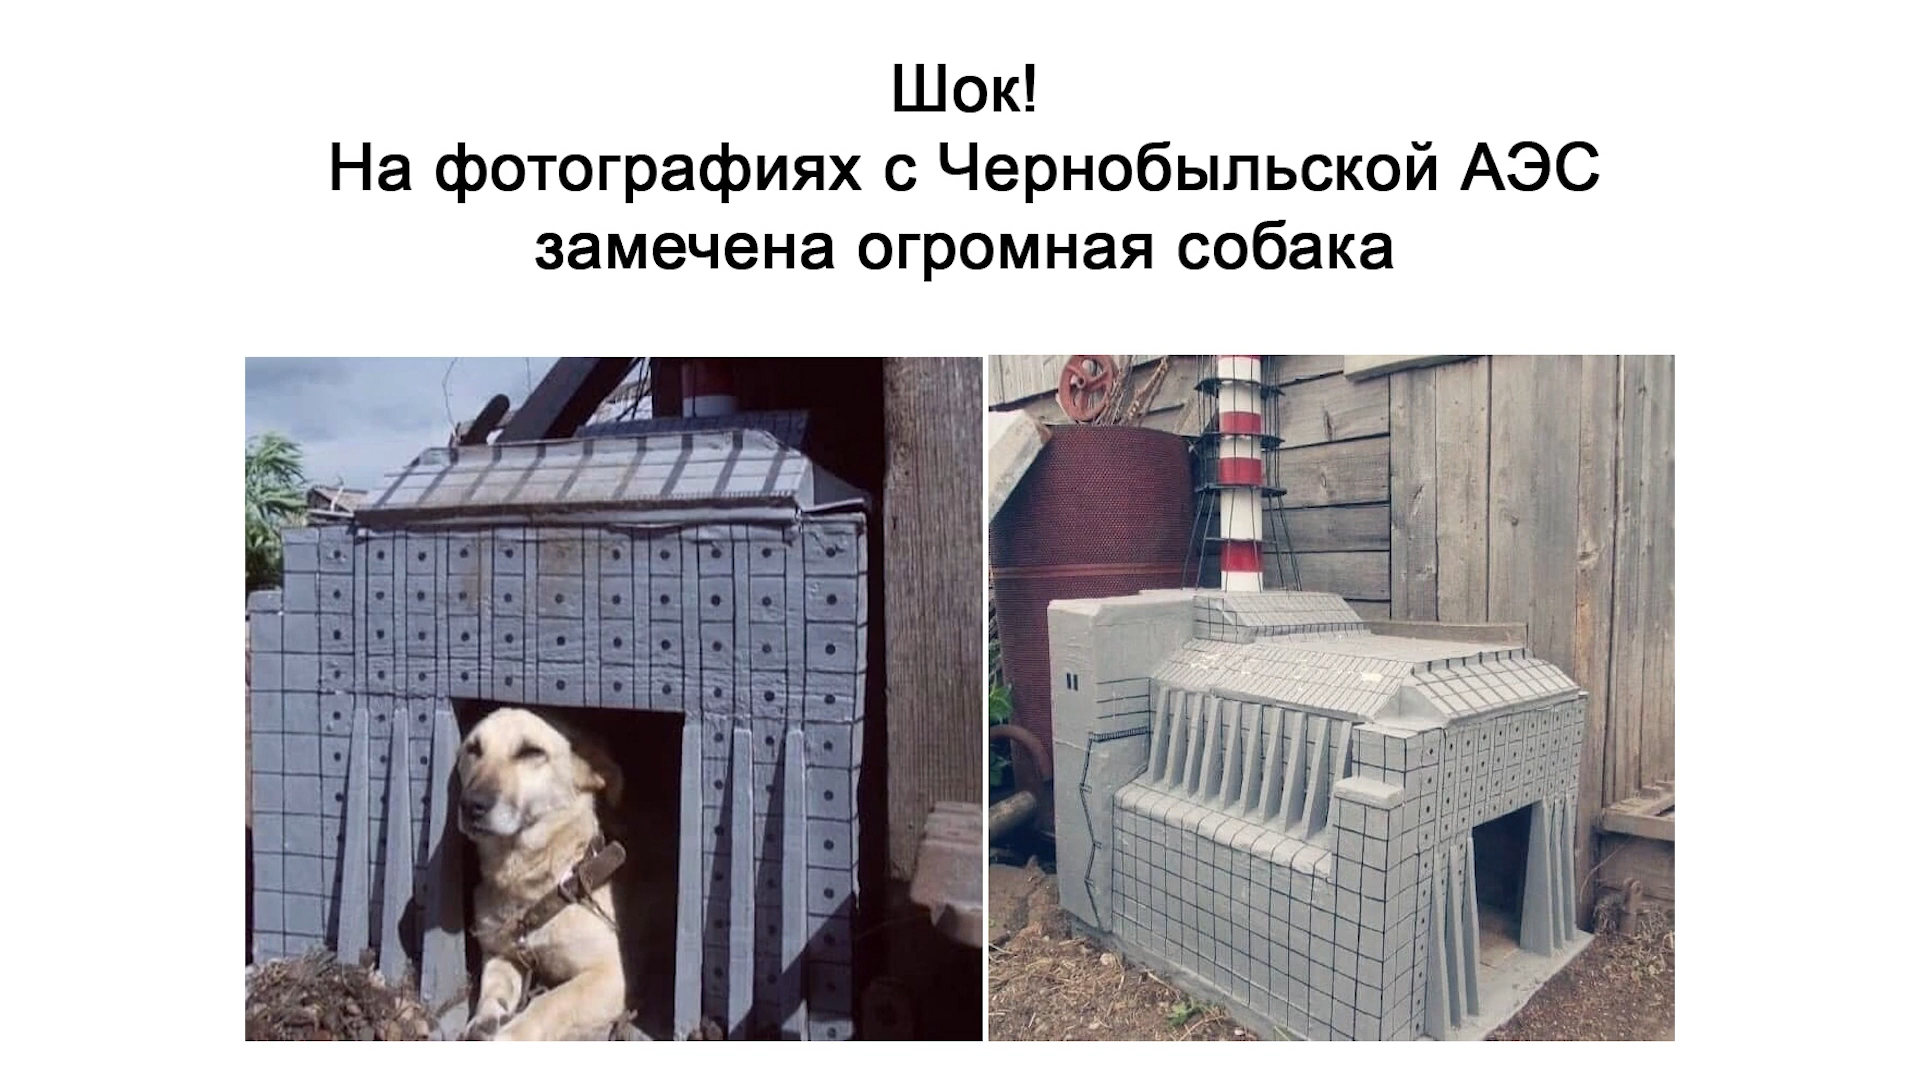 Шок!
На фотографиях с Чернобыльской АЭС
замечена огромная собака